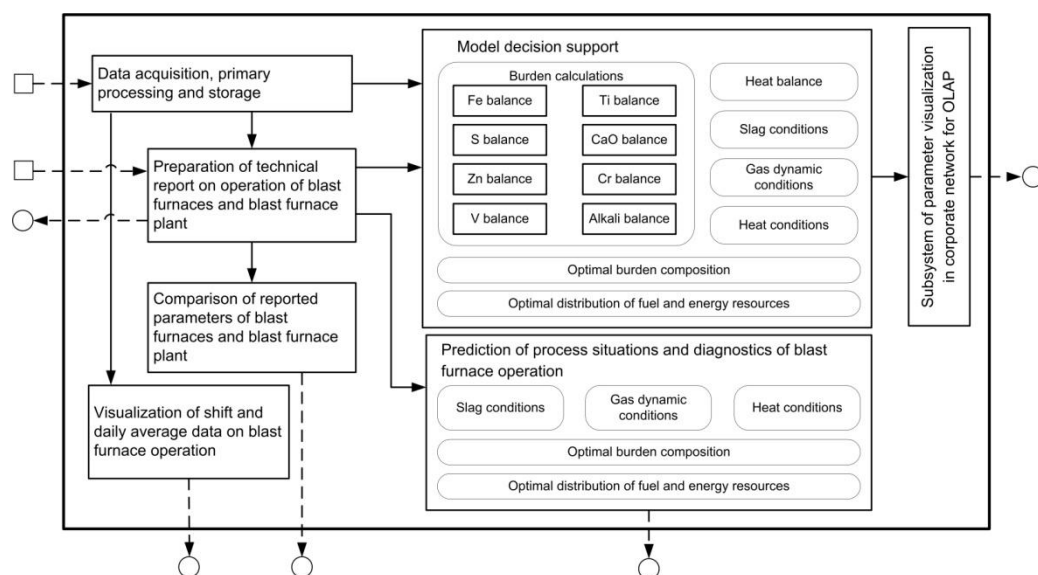 Data acquisition, primary
processing and storage
Preparation of technical
report on operation of blast
furnaces and blast furnace
plant
Comparison of reported
parameters of blast
furnaces and blast furnace
plant
Visualization of shift and
daily average data on blast
furnace operation
Model decision support
Burden calculations
Fe balance
Ti balance
S balance
CaO balance
Zn balance
Cr balance
V balance
Alkali balance
Heat balance
Slag conditions
Gas dynamic
conditions
Heat conditions
Optimal burden composition
Optimal distribution of fuel and energy resources
Prediction of process situations and diagnostics of blast
furnace operation
Slag conditions
Gas dynamic
conditions
Heat conditions
Optimal burden composition
Optimal distribution of fuel and energy resources
Subsystem of parameter visualization
in corporate network for OLAP